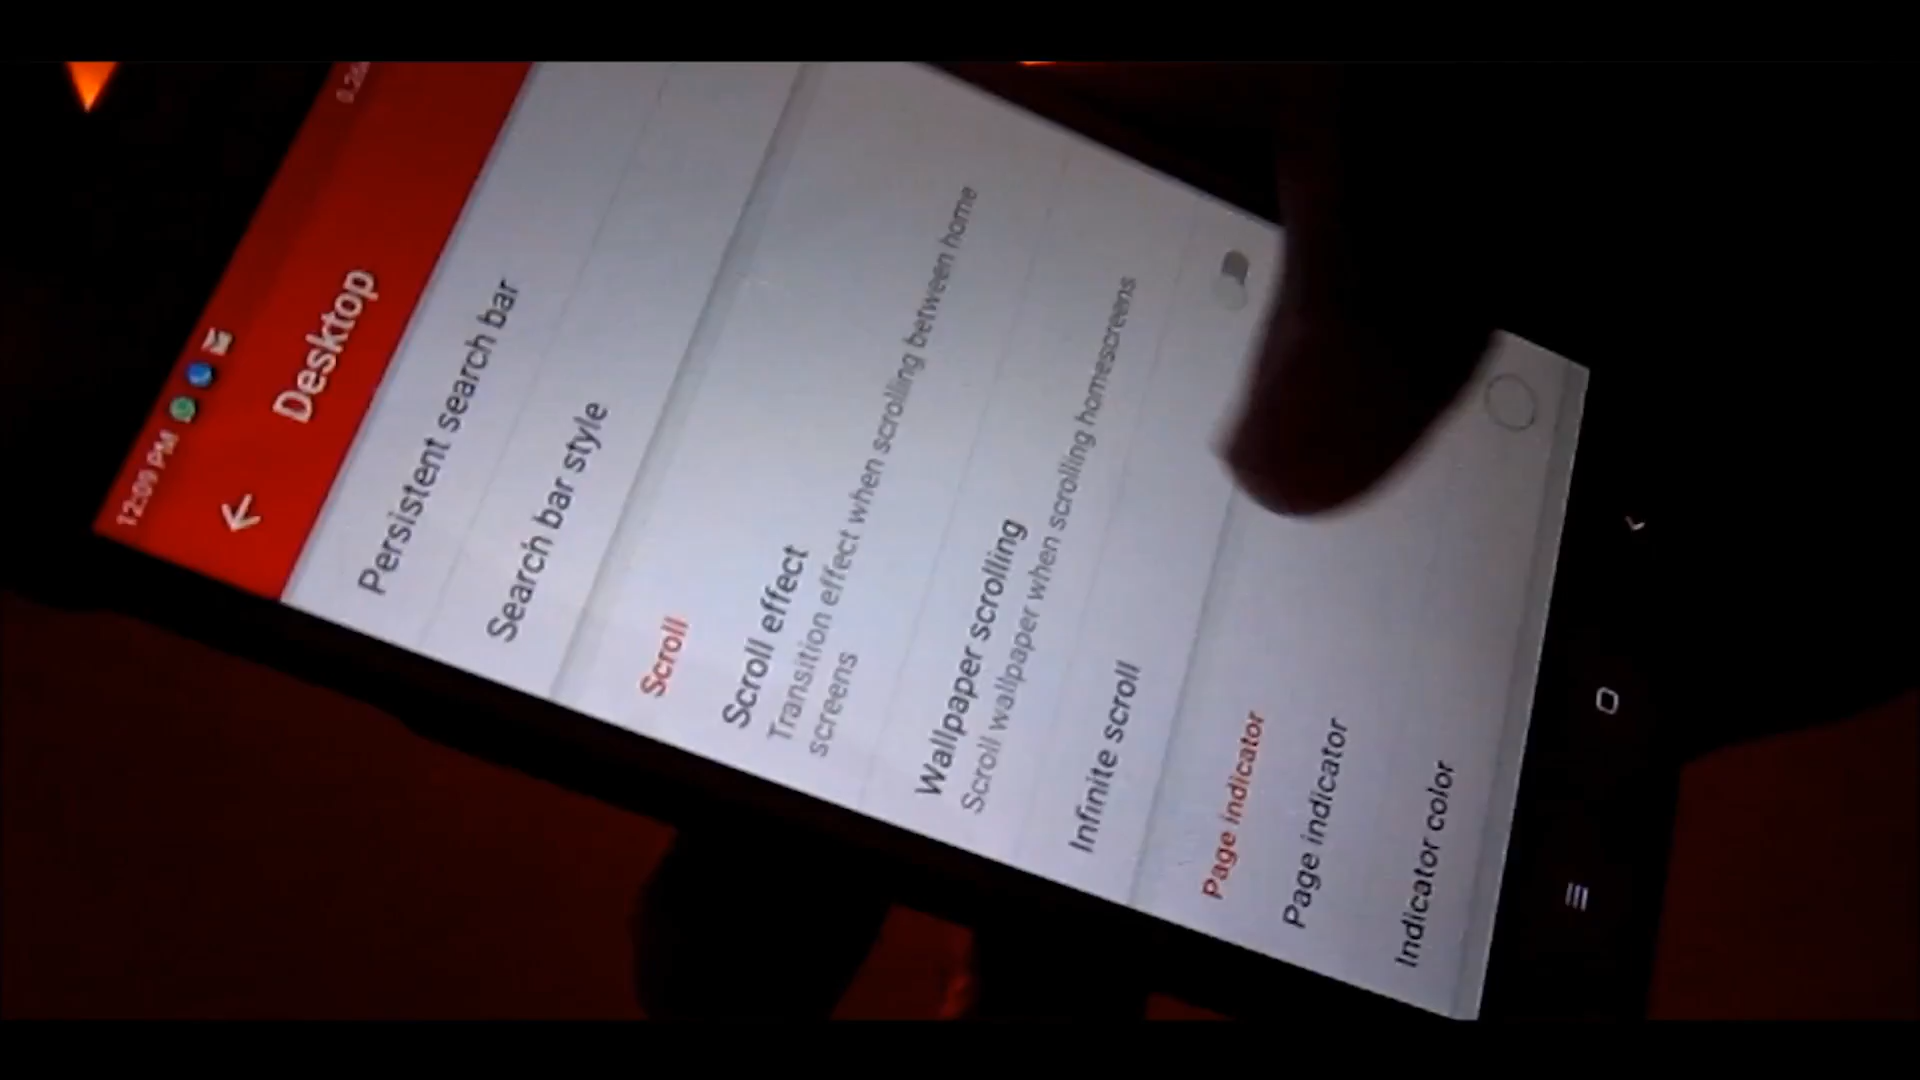 12:09 PM
Desktop
Persistent search bar
Search bar style
Scroll
Scroll effect
Transition effect when scrolling between home
screens
Wallpaper scrolling
Scroll wallpaper when scrolling homescreens
Infinite scroll
Page indicator
Page indicator
Indicator color